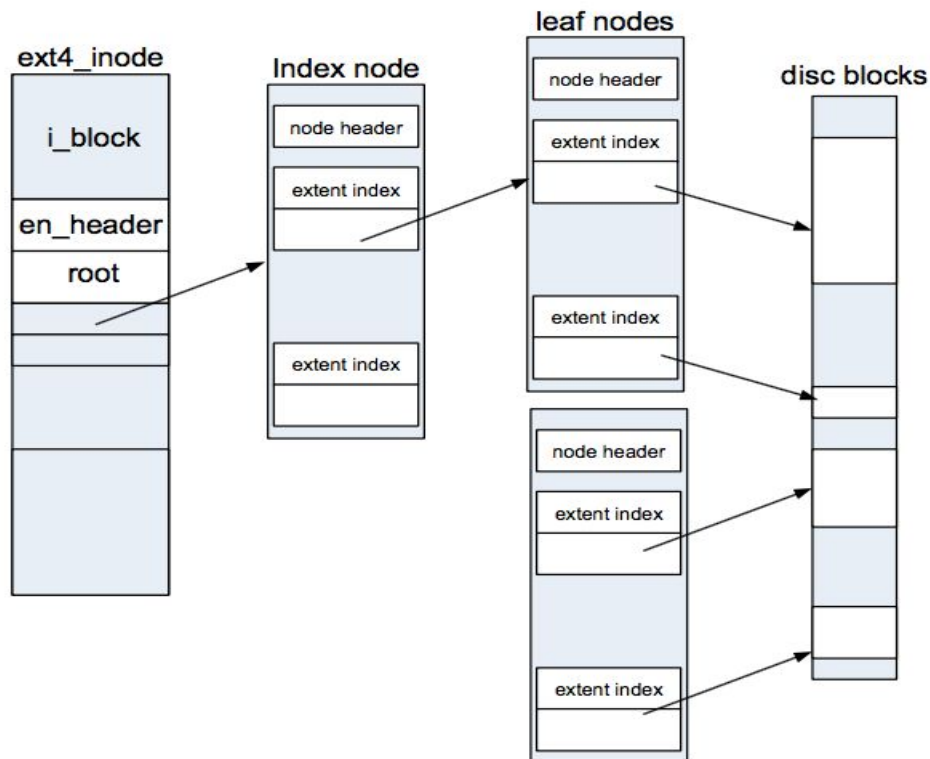 ext4_inode
i_block
en_header
root
Index node
node header
extent index
extent index
leaf nodes
node header
extent index
extent index
node header
extent index
extent index
disc blocks